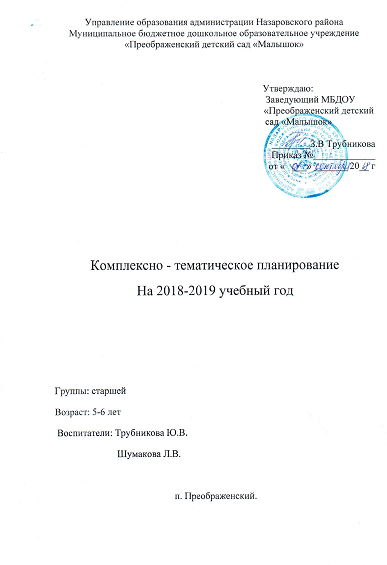 Управление образования администрации Назаровского района
Муниципальное бюджетное дошкольное образовательное учреждение
«Преображенский детский сад «Малышок»
Утверждаю:
Заведующий МБДОУ
«Преображенский детский
сад «Малышок»
З.В Трубникова
Приказ №
от « » 20 г
Комплексно - тематическое планирование
На 2018-2019 учебный год
Группы: старшей
Возраст: 5-6 лет
Воспитатели: Трубникова Ю.В.
Шумакова Л.В.
п. Преображенский.